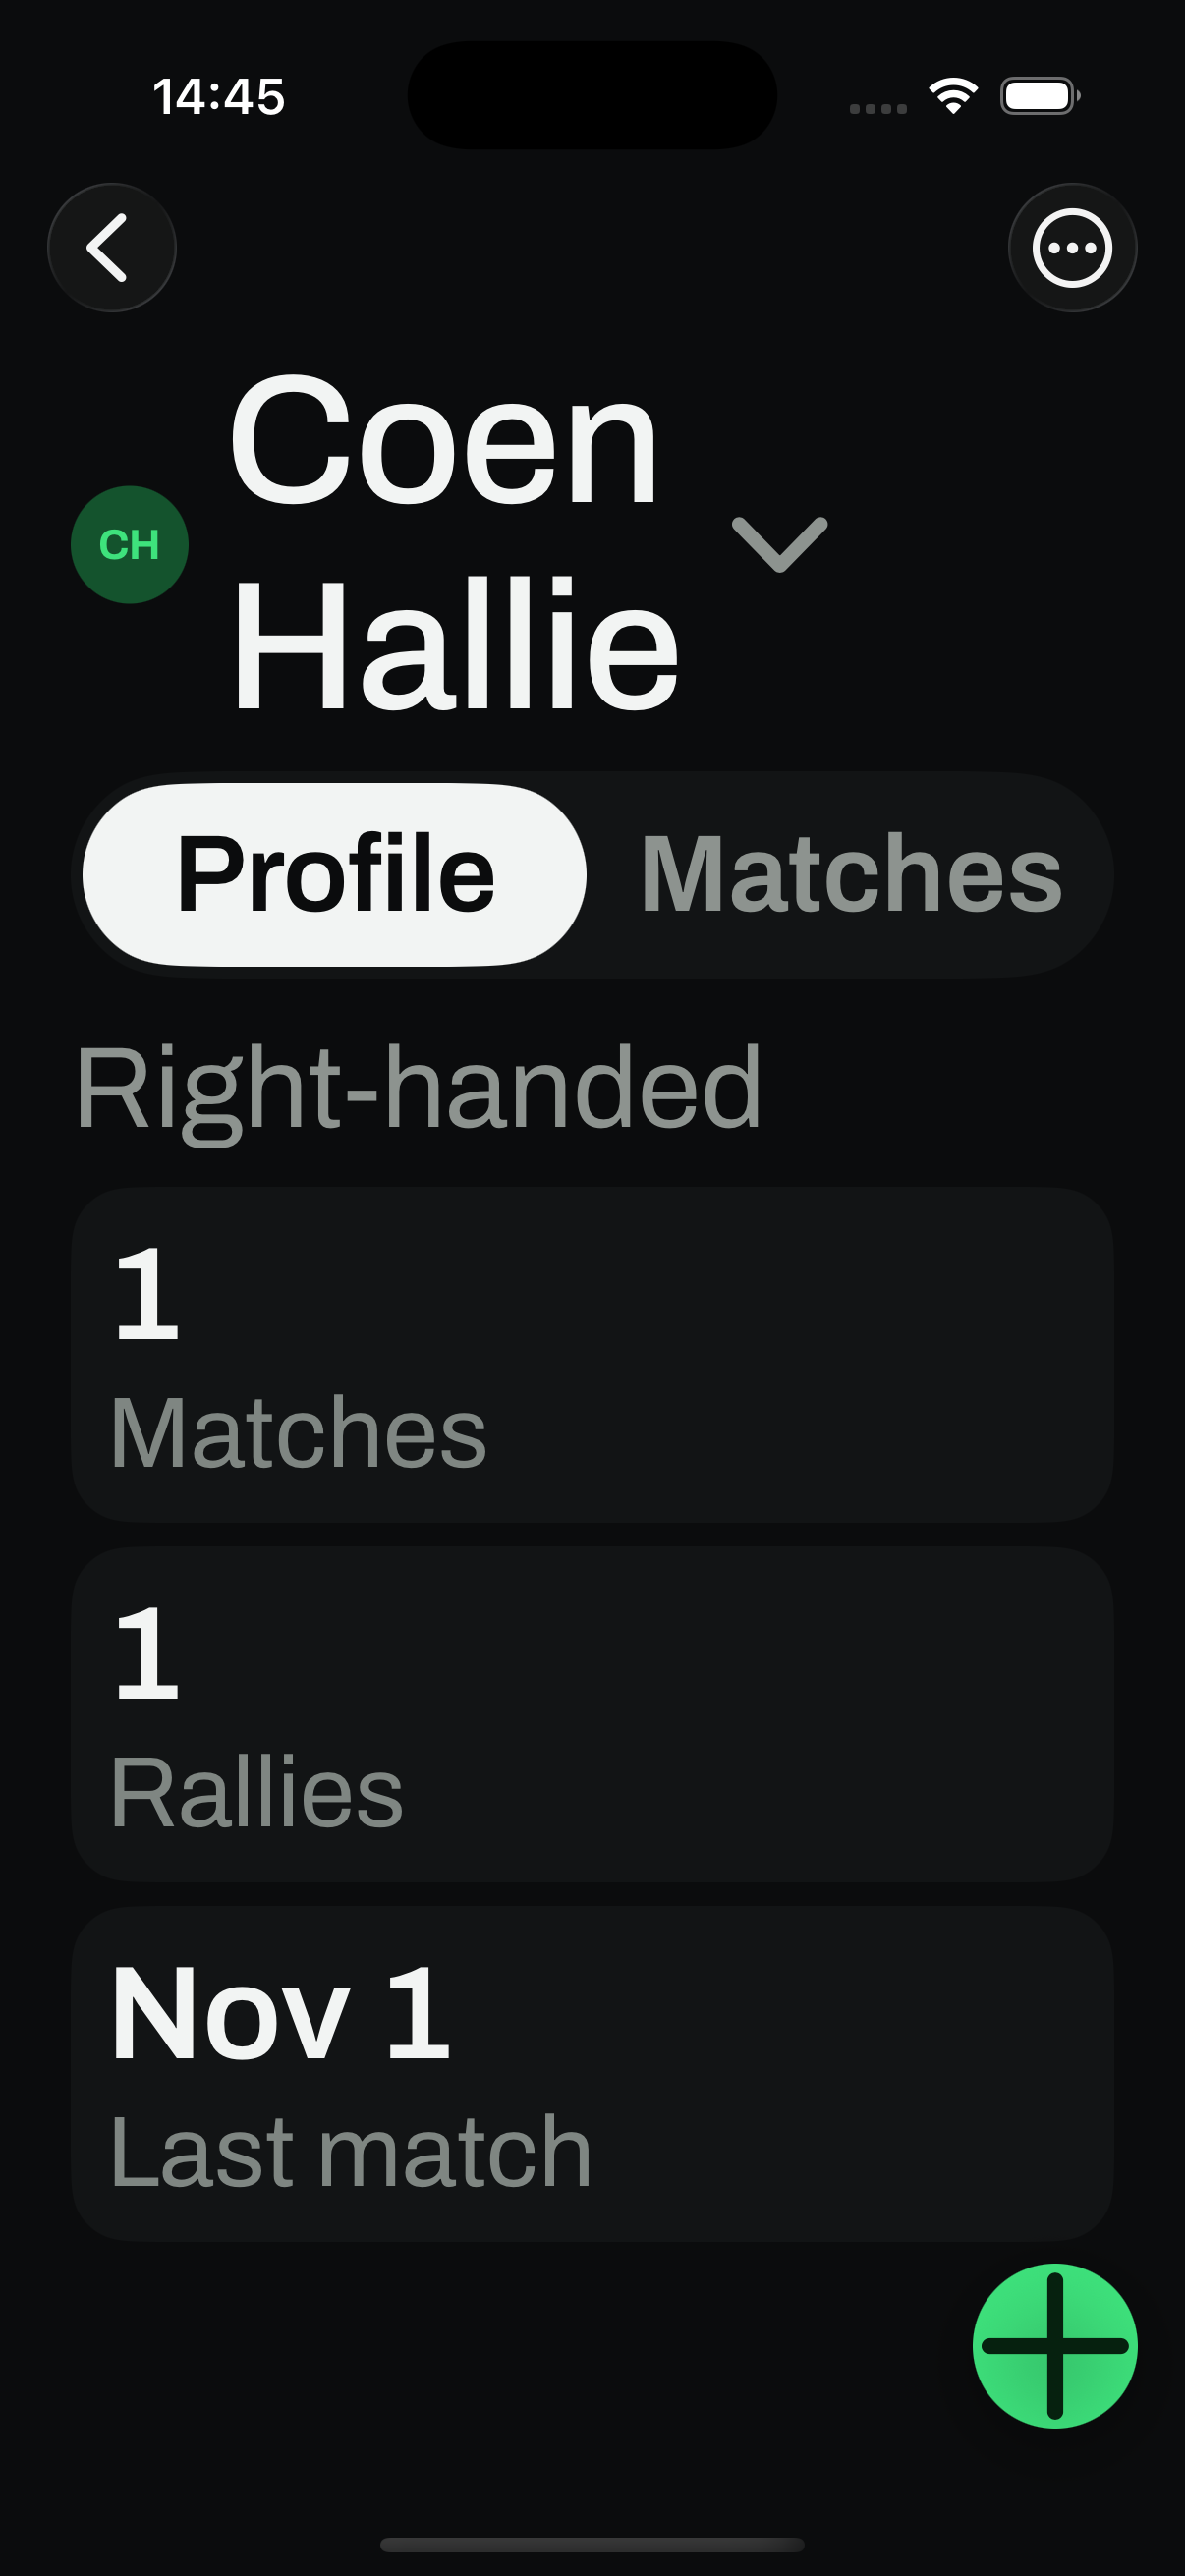 14:45
CH
Coen
Hallie
Profile
Matches
Right-handed
1
Matches
1
Rallies
Nov 1
Last match